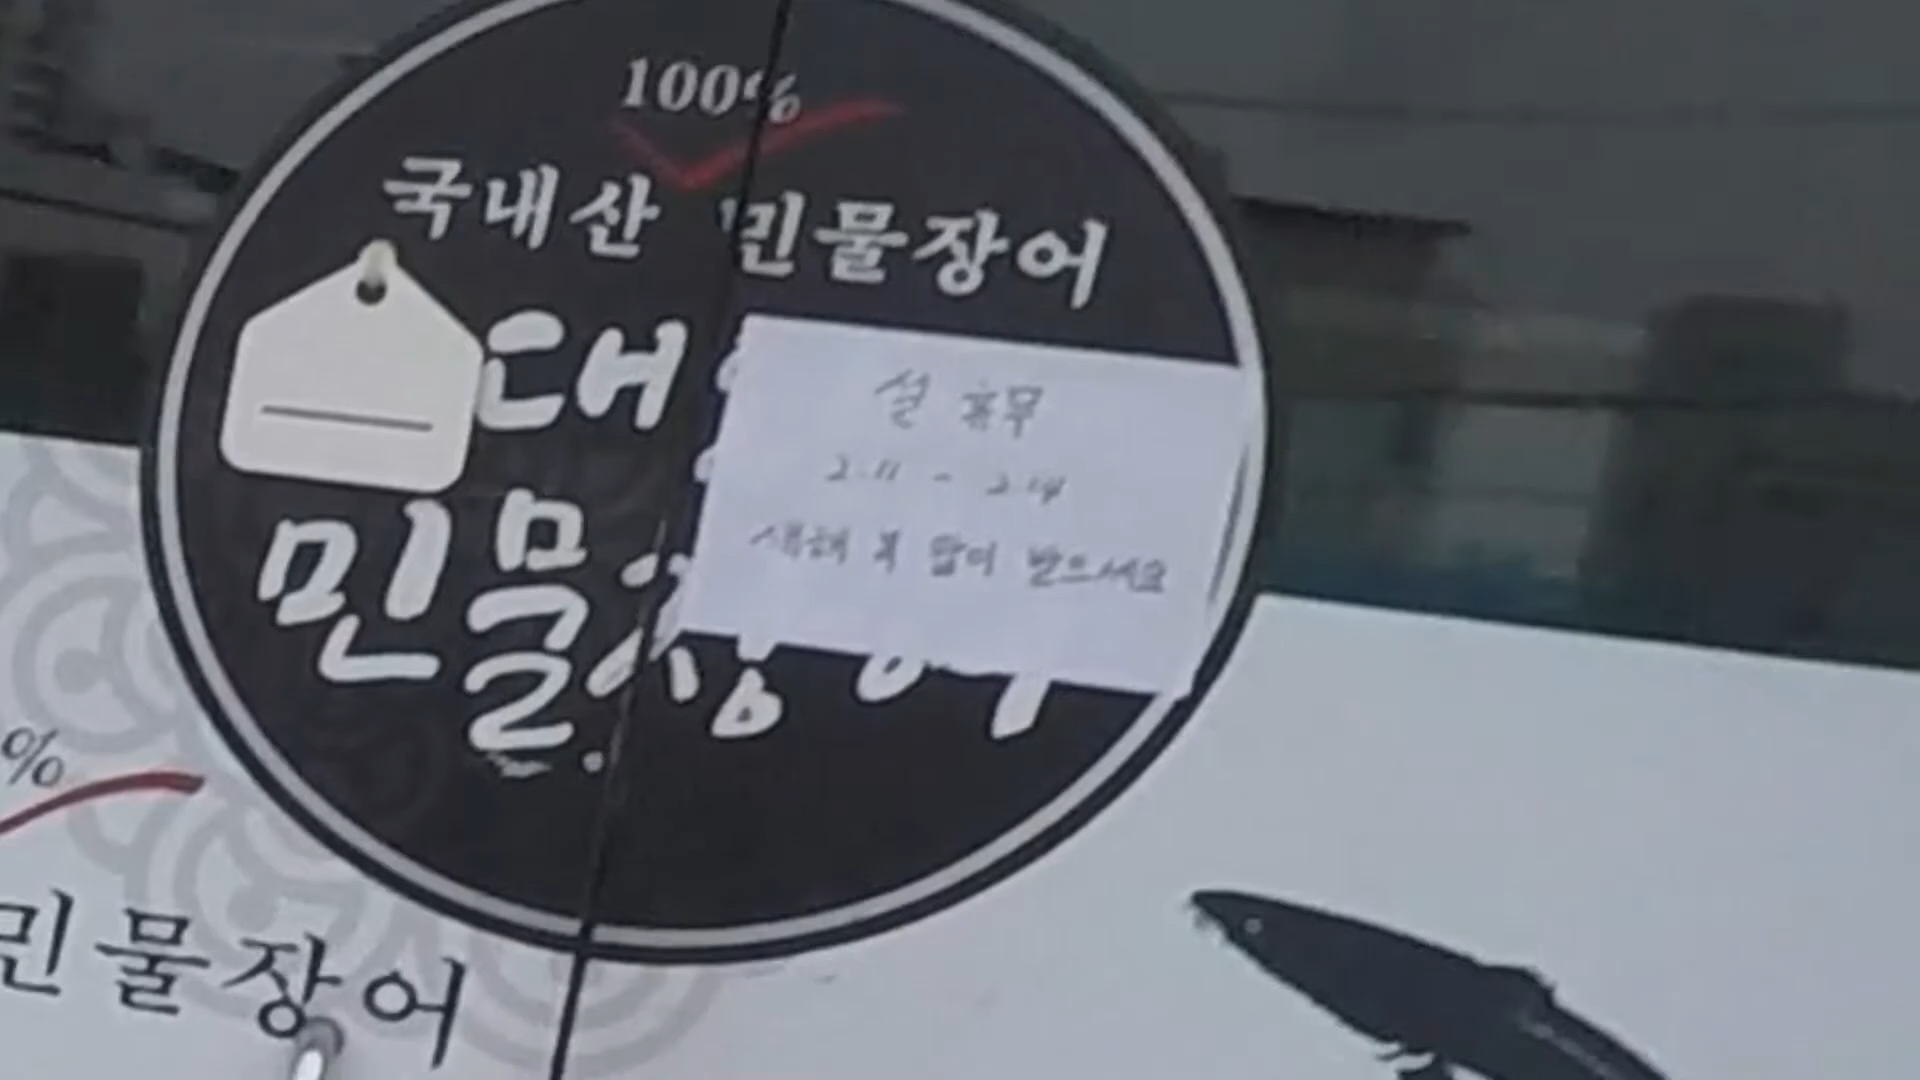 100%
국내산 민물장어
설 휴무
2.11 - 2.14
새해 복 많이 받으세요
민물장어
%
민물장어